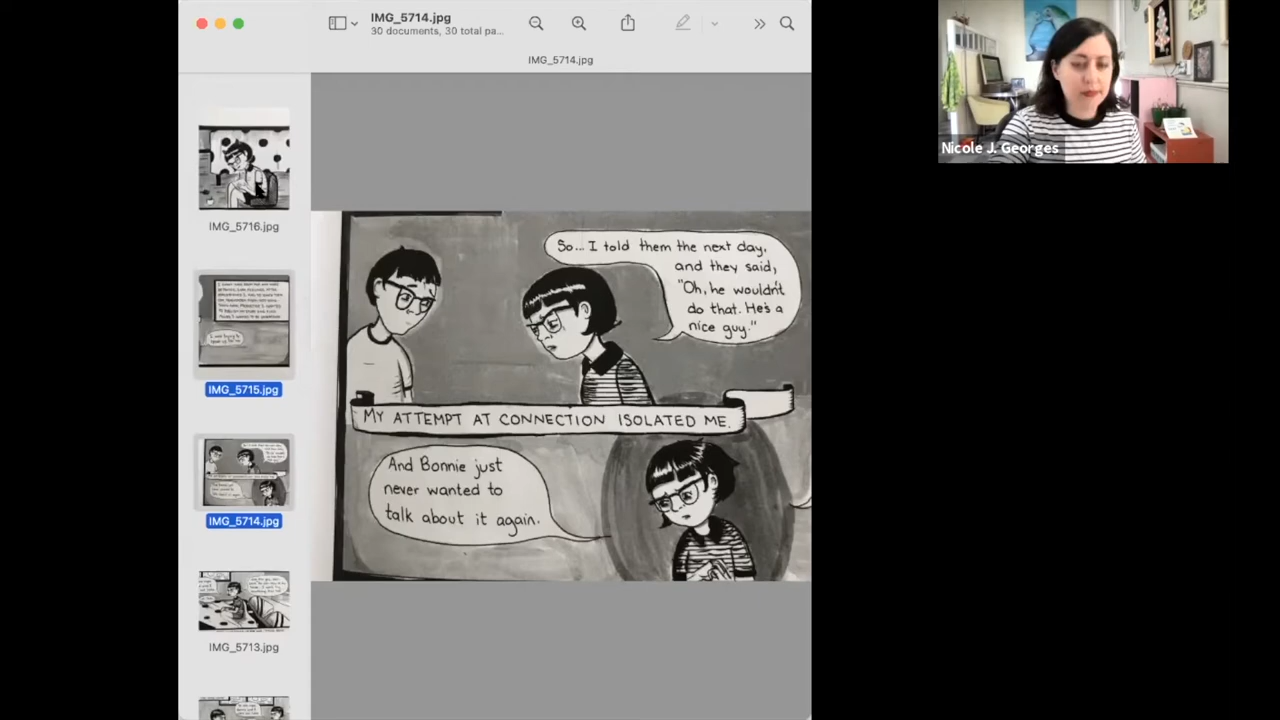 IMG_5714.jpg
30 documents, 30 total pa...
IMG_5714.jpg
IMG_5716.jpg
IMG_5715.jpg
IMG_5714.jpg
IMG_5713.jpg
So... I told them the next day,
and they said,
"Oh, he wouldn't
do that. He's a
nice guy."
MY ATTEMPT AT CONNECTION ISOLATED ME.
And Bonnie just
never wanted to
talk about it again.
Nicole J. Georges